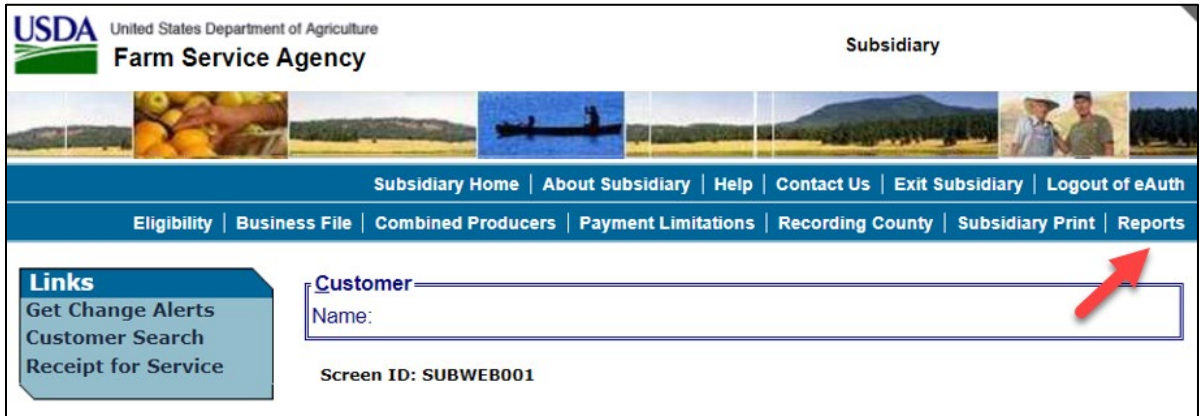 USDA United States Department of Agriculture
Farm Service Agency
Subsidiary
Subsidiary Home | About Subsidiary | Help | Contact Us | Exit Subsidiary | Logout of eAuth
Eligibility | Business File | Combined Producers | Payment Limitations | Recording County | Subsidiary Print | Reports
Links
Get Change Alerts
Customer Search
Receipt for Service
Customer
Name:
Screen ID: SUBWEB001